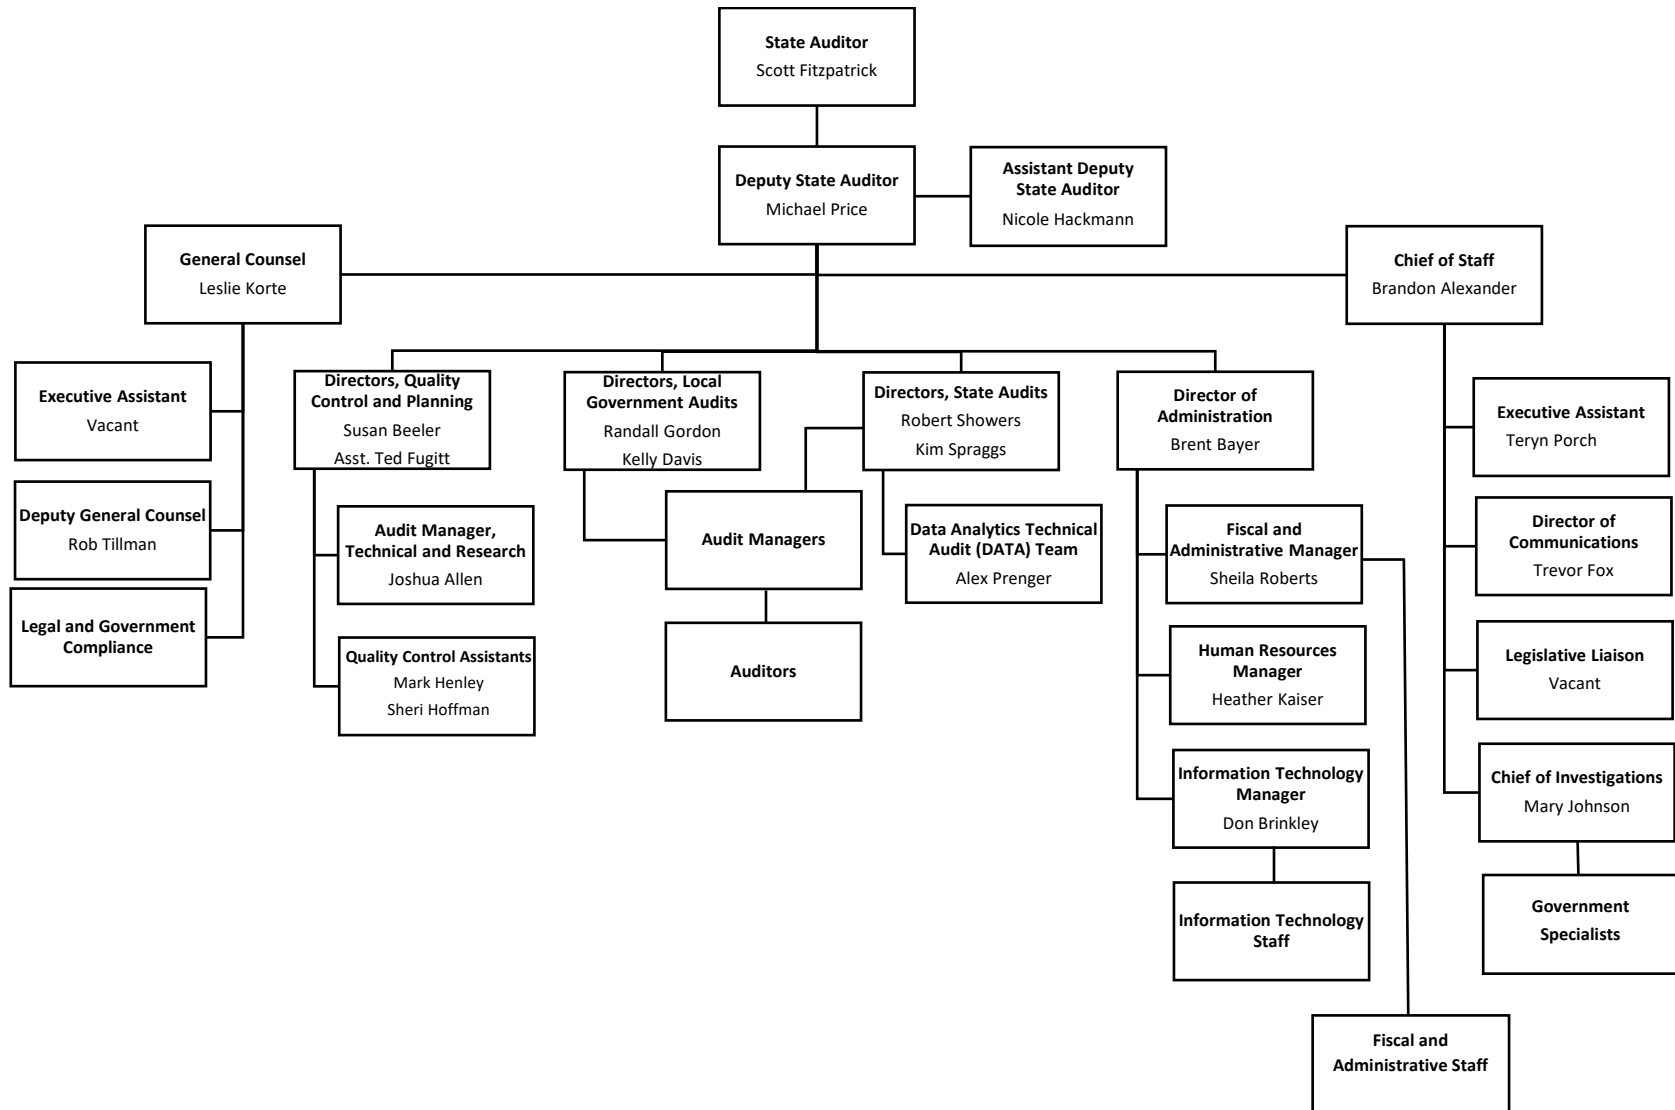 State Auditor
Scott Fitzpatrick
Deputy State Auditor
Michael Price
Assistant Deputy
State Auditor
Nicole Hackmann
General Counsel
Leslie Korte
Chief of Staff
Brandon Alexander
Executive Assistant
Vacant
Deputy General Counsel
Rob Tillman
Legal and Government
Compliance
Directors, Quality
Control and Planning
Susan Beeler
Asst. Ted Fugitt
Audit Manager,
Technical and Research
Joshua Allen
Quality Control Assistants
Mark Henley
Sheri Hoffman
Directors, Local
Government Audits
Randall Gordon
Kelly Davis
Directors, State Audits
Robert Showers
Kim Spraggs
Audit Managers
Auditors
Data Analytics Technical
Audit (DATA) Team
Alex Prenger
Director of
Administration
Brent Bayer
Fiscal and
Administrative Manager
Sheila Roberts
Human Resources
Manager
Heather Kaiser
Information Technology
Manager
Don Brinkley
Information Technology
Staff
Fiscal and
Administrative Staff
Executive Assistant
Teryn Porch
Director of
Communications
Trevor Fox
Legislative Liaison
Vacant
Chief of Investigations
Mary Johnson
Government
Specialists